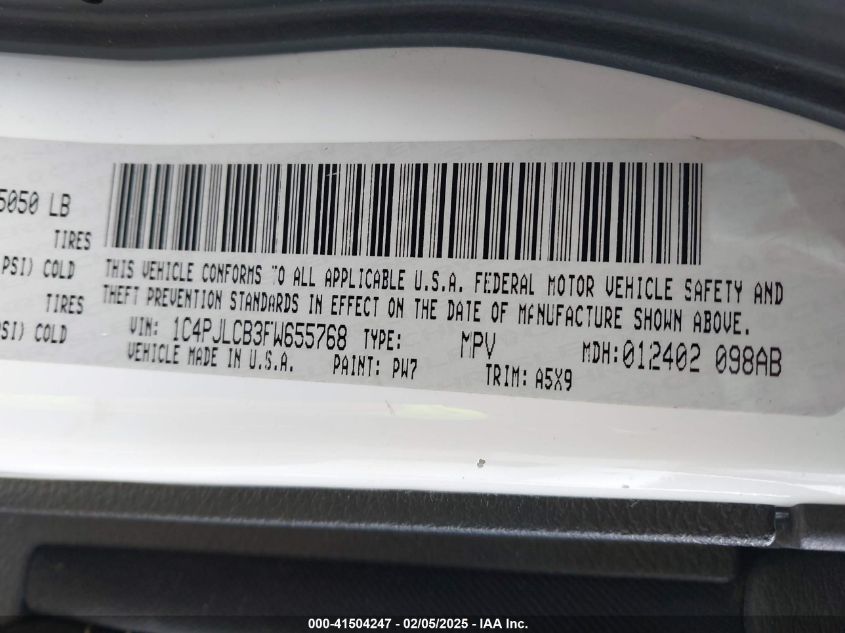 5050 LB
TIRES
PSI) COLD
TIRES
SI) COLD
THIS VEHICLE CONFORMS TO ALL APPLICABLE U.S.A. FEDERAL MOTOR VEHICLE SAFETY AND
THEFT PREVENTION STANDARDS IN EFFECT ON THE DATE OF MANUFACTURE SHOWN ABOVE.
VIN: 1C4PJLCB3FW655768 TYPE: MPV MDH:012402 098AB
VEHICLE MADE IN U.S.A. PAINT: PW7 TRIM: A5X9
000-41504247 - 02/05/2025 - IAA Inc.